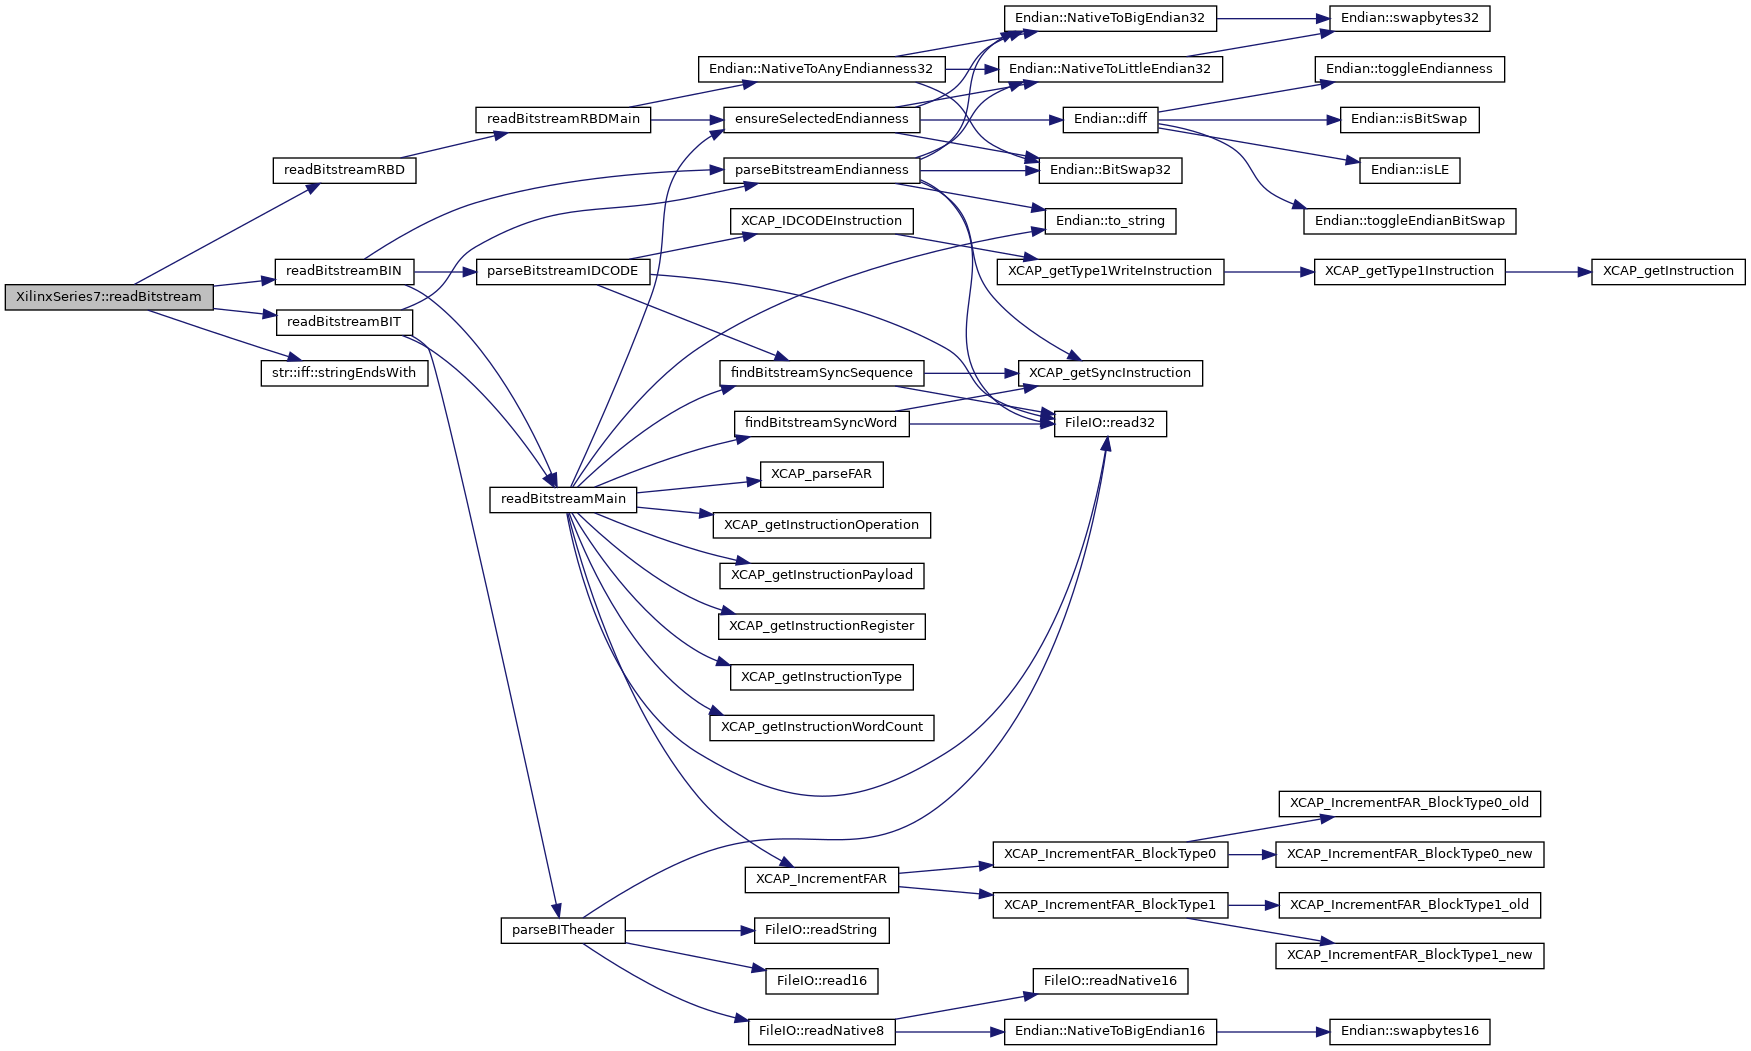 Endian::NativeToBigEndian32
Endian::swapbytes32
Endian::NativeToAnyEndianness32
Endian::NativeToLittleEndian32
Endian::toggleEndianness
readBitstreamRBDMain
ensureSelectedEndianness
Endian::diff
Endian::isBitSwap
readBitstreamRBD
parseBitstreamEndianness
Endian::BitSwap32
Endian::isLE
XCAP_IDCODEInstruction
Endian::to_string
Endian::toggleEndianBitSwap
readBitstreamBIN
parseBitstreamIDCODE
XCAP_getType1WriteInstruction
XCAP_getType1Instruction
XCAP_getInstruction
XilinxSeries7::readBitstream
readBitstreamBIT
str::iff::stringEndsWith
findBitstreamSyncSequence
XCAP_getSyncInstruction
findBitstreamSyncWord
FileIO::read32
XCAP_parseFAR
readBitstreamMain
XCAP_getInstructionOperation
XCAP_getInstructionPayload
XCAP_getInstructionRegister
XCAP_getInstructionType
XCAP_getInstructionWordCount
XCAP_IncrementFAR_BlockType0_old
XCAP_IncrementFAR_BlockType0
XCAP_IncrementFAR_BlockType0_new
XCAP_IncrementFAR
XCAP_IncrementFAR_BlockType1
XCAP_IncrementFAR_BlockType1_old
parseBITheader
FileIO::readString
XCAP_IncrementFAR_BlockType1_new
FileIO::read16
FileIO::readNative16
FileIO::readNative8
Endian::NativeToBigEndian16
Endian::swapbytes16